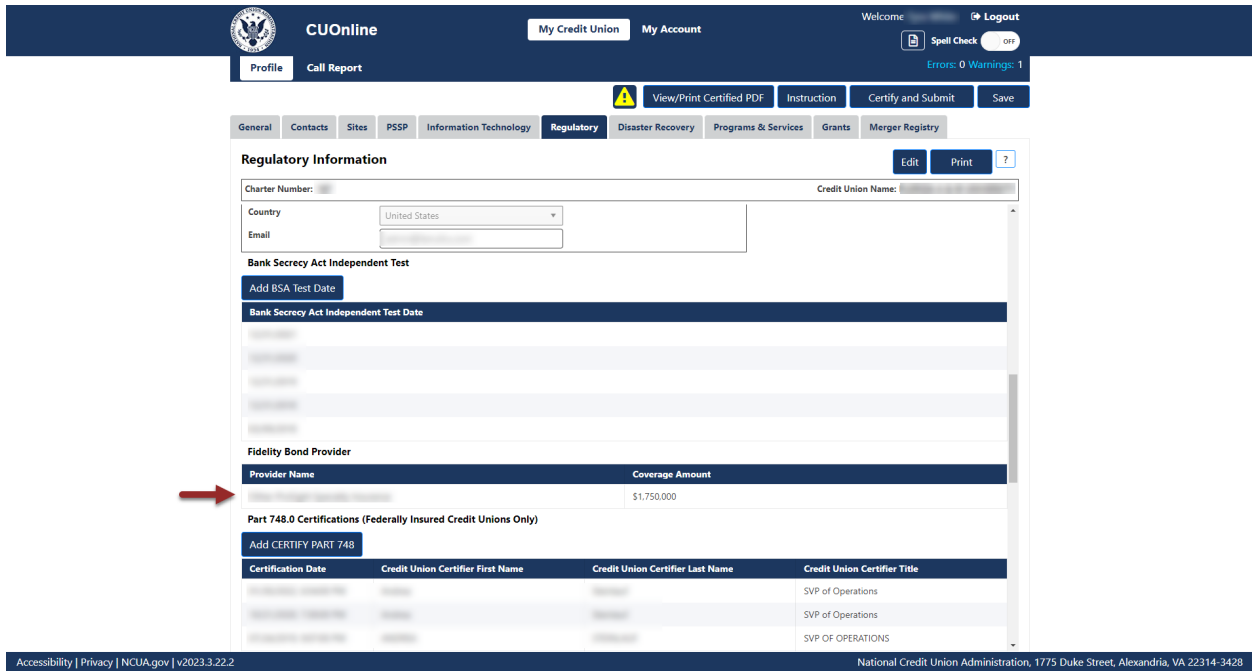 CUOnline
My Credit Union My Account
Welcome Logout
Spell Check OFF
Profile Call Report
Errors: 0 Warnings: 1
View/Print Certified PDF Instruction Certify and Submit Save
General Contacts Sites PSSP Information Technology Regulatory Disaster Recovery Programs & Services Grants Merger Registry
Regulatory Information
Edit Print ?
Charter Number: Credit Union Name:
Country United States
Email
Bank Secrecy Act Independent Test
Add BSA Test Date
Bank Secrecy Act Independent Test Date
Fidelity Bond Provider
Provider Name Coverage Amount
$1,750,000
Part 748.0 Certifications (Federally Insured Credit Unions Only)
Add CERTIFY PART 748
Certification Date Credit Union Certifier First Name Credit Union Certifier Last Name Credit Union Certifier Title
SVP of Operations
SVP of Operations
SVP OF OPERATIONS
Accessibility | Privacy | NCUA.gov | v2023.3.22.2 National Credit Union Administration, 1775 Duke Street, Alexandria, VA 22314-3428